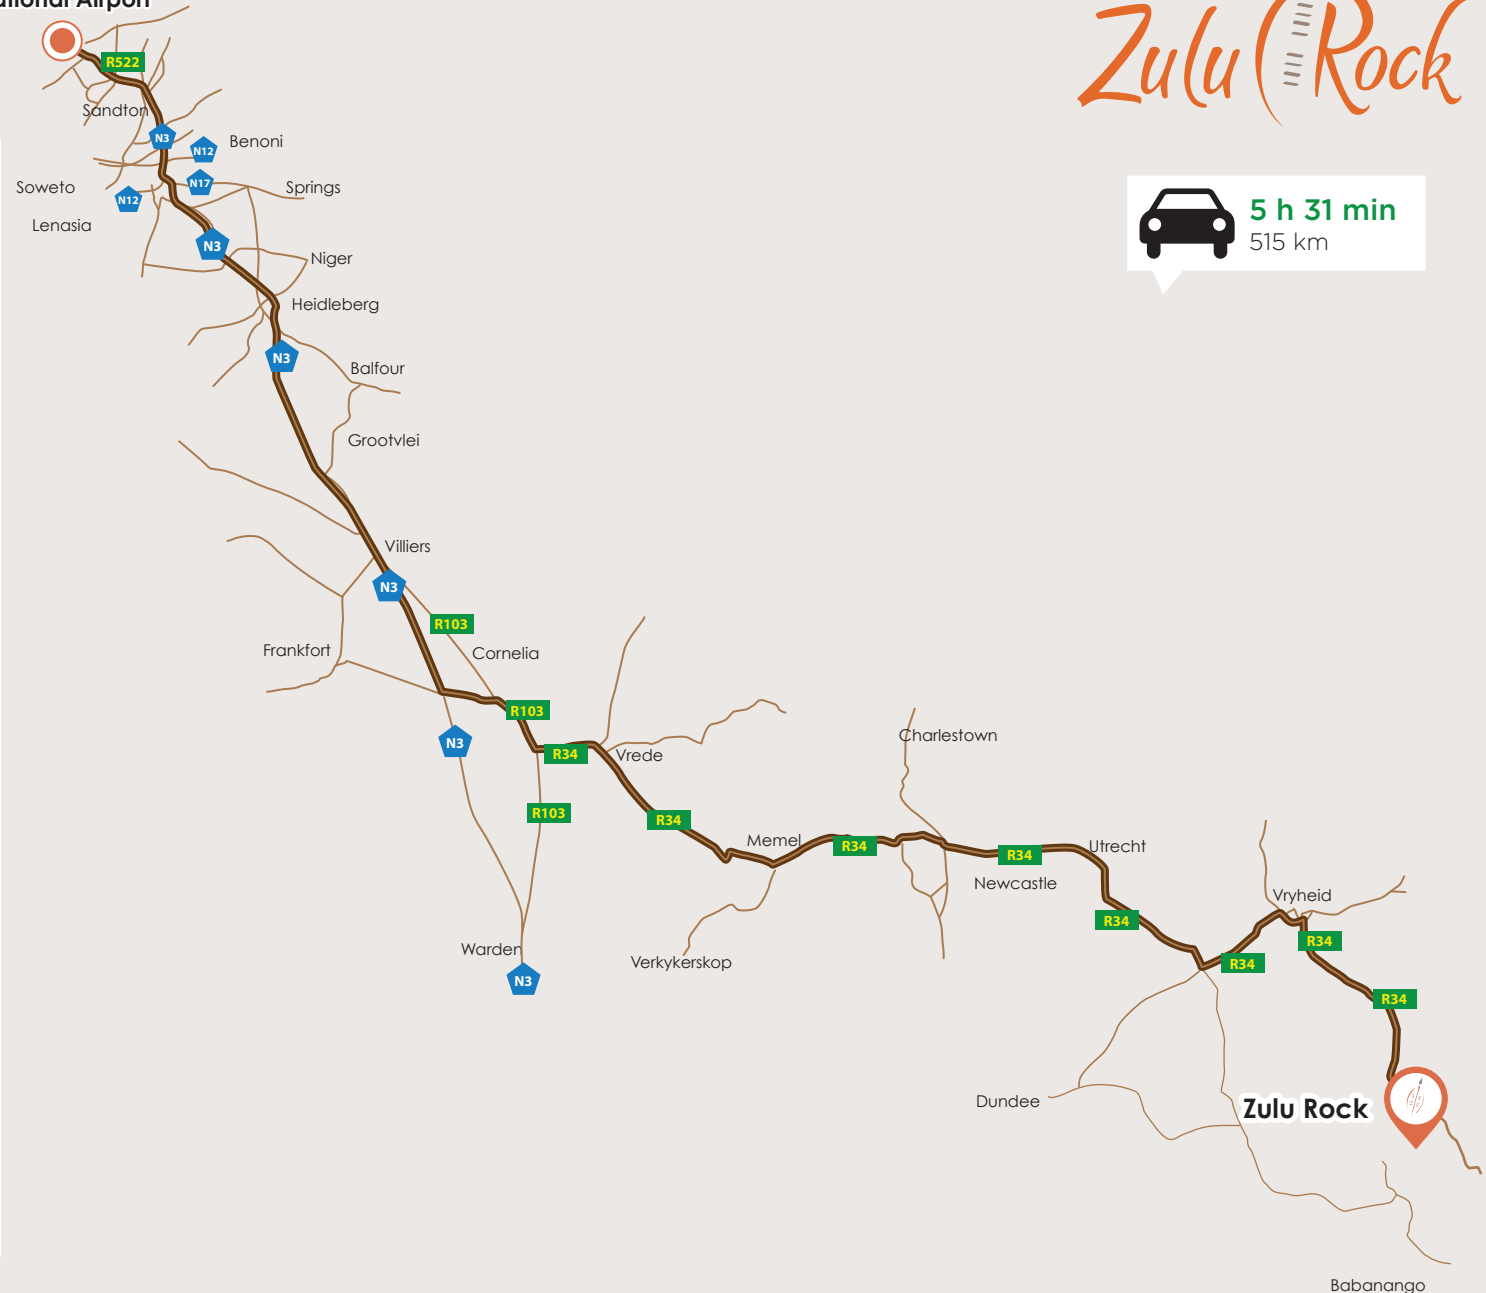 ational Airport
Zulu Rock
R522
Sandton
N3
N12
Benoni
5 h 31 min
515 km
N17
Soweto
N12
Springs
Lenasia
N3
Niger
Heidleberg
N3
Balfour
Grootvlei
Villiers
N3
R103
Frankfort
Cornelia
R103
N3
R34
Vrede
Charlestown
R103
R34
Memel
R34
R34
Utrecht
Newcastle
Vryheid
R34
R34
Warden
Verkykerskop
R34
N3
R34
Dundee
Zulu Rock
Babanango